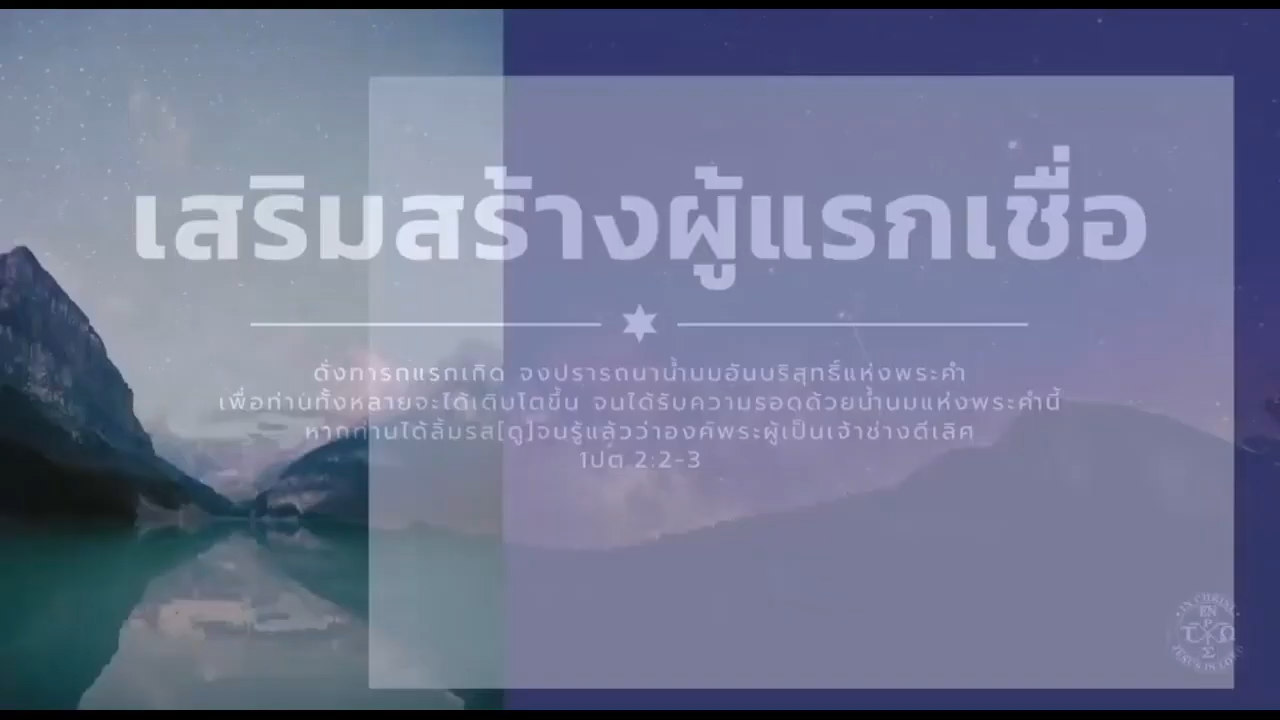 เสริมสร้างผู้แรกเชื่อ
ดั่งทารกแรกเกิด จงปรารถนาน้ำนมอันบริสุทธิ์แห่งพระคำ
เพื่อท่านทั้งหลายจะได้เติบโตขึ้น จนได้รับความรอดด้วยน้ำนมแห่งพระคำนี้
หากท่านได้ลิ้มรส[ดู]จนรู้แล้วว่าองค์พระผู้เป็นเจ้าช่างดีเลิศ
1ปต 2:2-3
IN CHRIST
EN
P
Σ
JESUS IN LORD